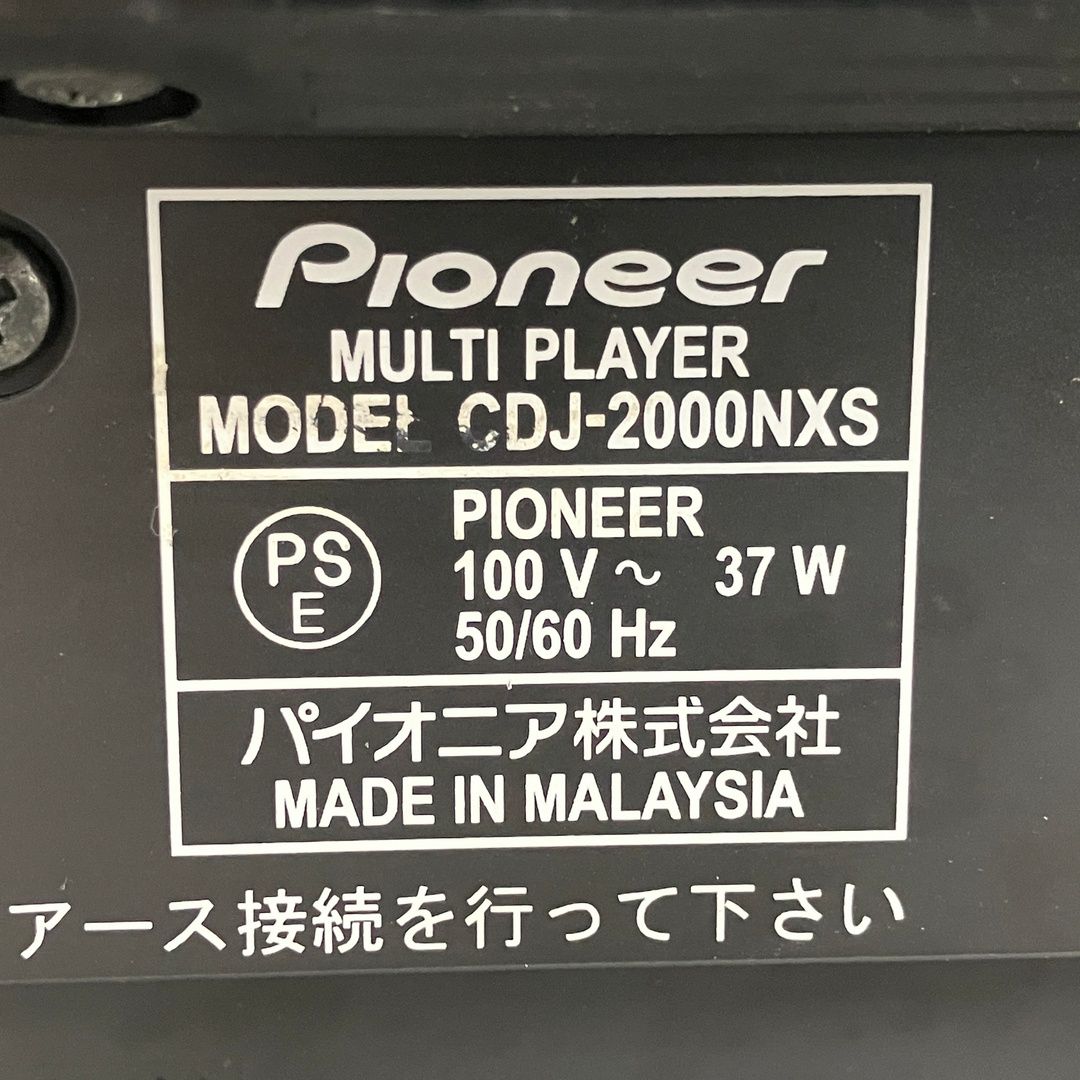 Pioneer
MULTI PLAYER
MODEL CDJ-2000NXS
PS
E
PIONEER
100 V ~ 37 W
50/60 Hz
パイオニア株式会社
MADE IN MALAYSIA
アース接続を行って下さい